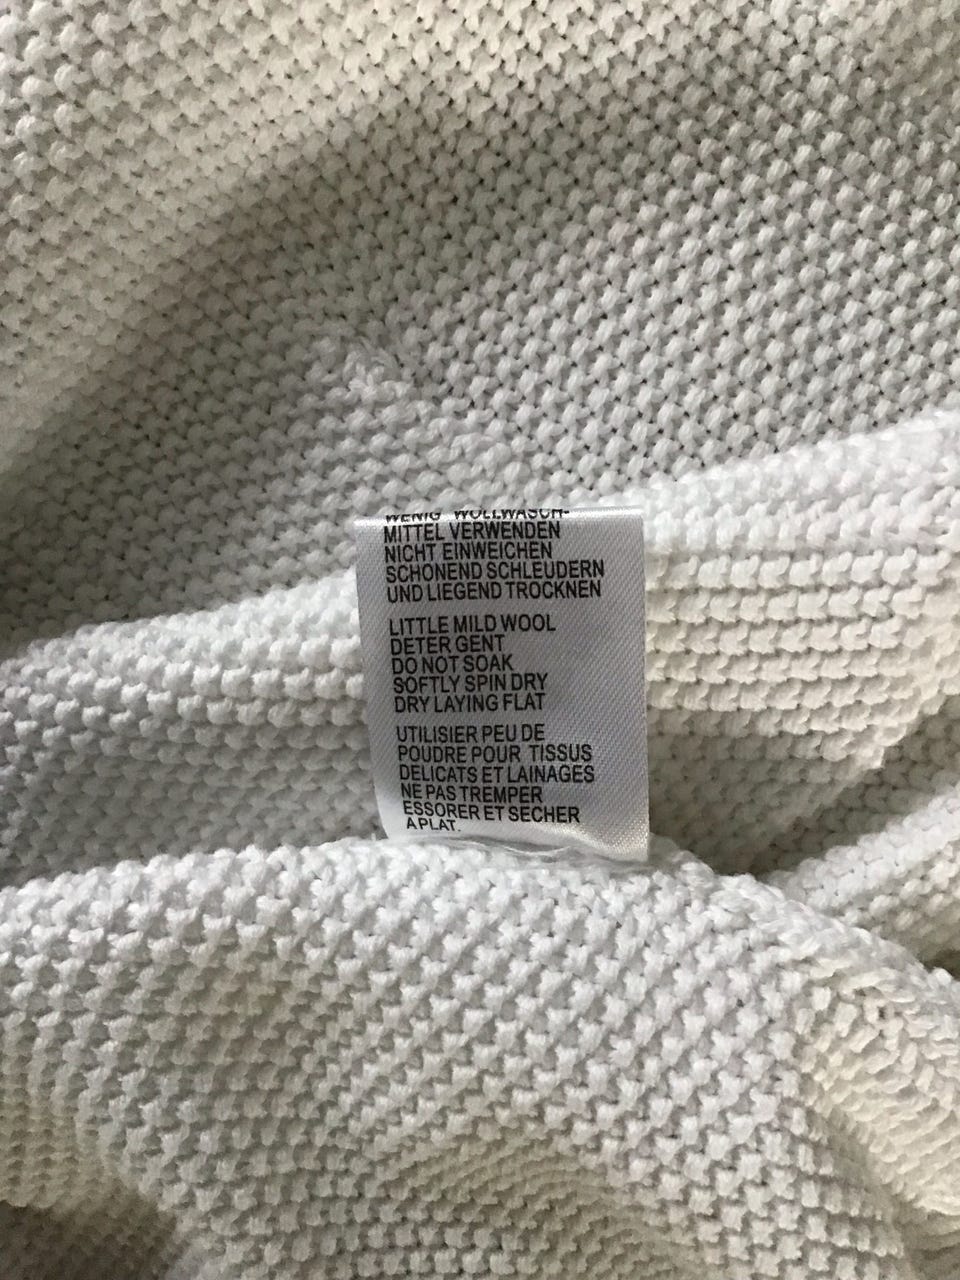 WENIG WOLLWASCH-
MITTEL VERWENDEN
NICHT EINWEICHEN
SCHONEND SCHLEUDERN
UND LIEGEND TROCKNEN
LITTLE MILD WOOL
DETER GENT
DO NOT SOAK
SOFTLY SPIN DRY
DRY LAYING FLAT
UTILISIER PEU DE
POUDRE POUR TISSUS
DELICATS ET LAINAGES
NE PAS TREMPER
ESSORER ET SECHER
A PLAT.